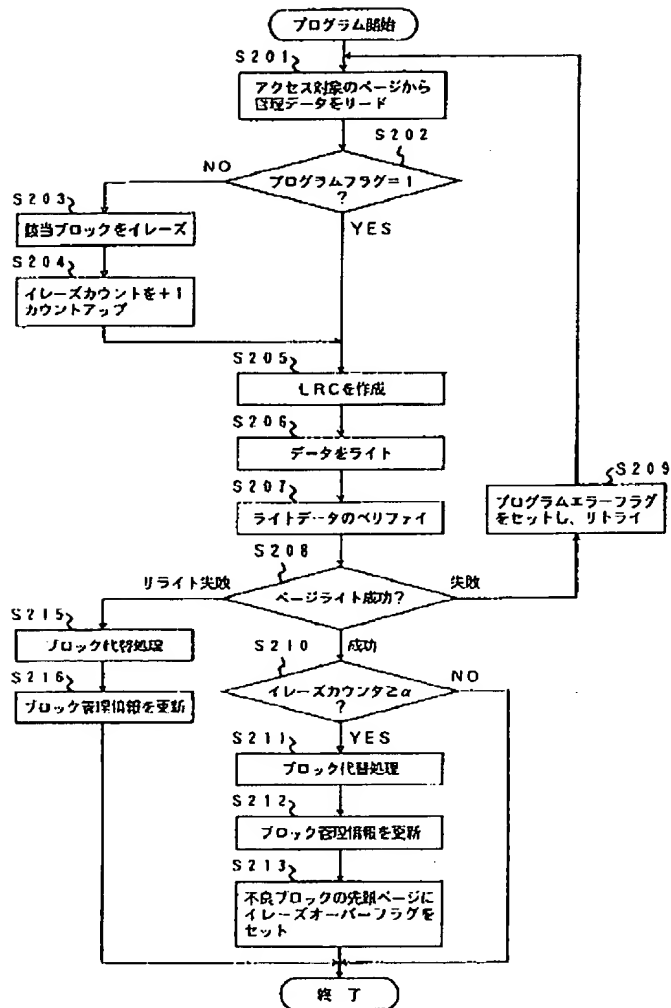 プログラム開始
S201
アクセス対象のページから
管理データをリード
S202
プログラムフラグ=1
?
NO
YES
S203
該当ブロックをイレーズ
S204
イレーズカウントを+1
カウントアップ
S205
LRCを作成
S206
データをライト
S207
ライトデータのベリファイ
S208
ページライト成功?
リライト失敗
失敗
成功
S209
プログラムエラーフラグ
をセットし、リトライ
S215
ブロック代替処理
S216
ブロック管理情報を更新
S210
イレーズカウンタ≧α
?
NO
YES
S211
ブロック代替処理
S212
ブロック管理情報を更新
S213
不良ブロックの先頭ページに
イレーズオーバーフラグを
セット
終了